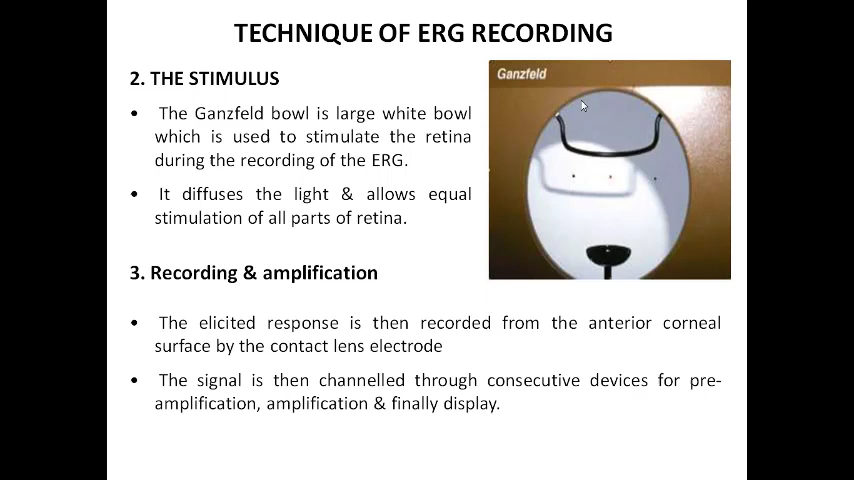 TECHNIQUE OF ERG RECORDING
2. THE STIMULUS
• The Ganzfeld bowl is large white bowl
which is used to stimulate the retina
during the recording of the ERG.
• It diffuses the light & allows equal
stimulation of all parts of retina.
Ganzfeld
3. Recording & amplification
• The elicited response is then recorded from the anterior corneal
surface by the contact lens electrode
• The signal is then channelled through consecutive devices for pre-
amplification, amplification & finally display.